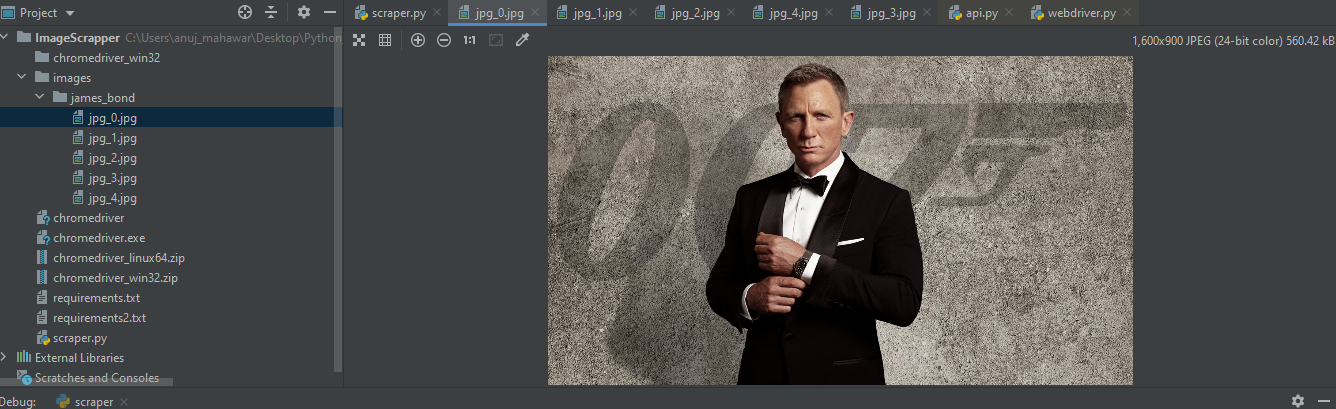 Project
scraper.py jpg_0.jpg jpg_1.jpg jpg_2.jpg jpg_4.jpg jpg_3.jpg api.py webdriver.py
ImageScrapper C:\Users\anuj_mahawar\Desktop\Python
1:1 1,600x900 JPEG (24-bit color) 560.42 kB
chromedriver_win32
images
james_bond
jpg_0.jpg
jpg_1.jpg
jpg_2.jpg
jpg_3.jpg
jpg_4.jpg
chromedriver
chromedriver.exe
chromedriver_linux64.zip
chromedriver_win32.zip
requirements.txt
requirements2.txt
scraper.py
External Libraries
Scratches and Consoles
007
Debug: scraper